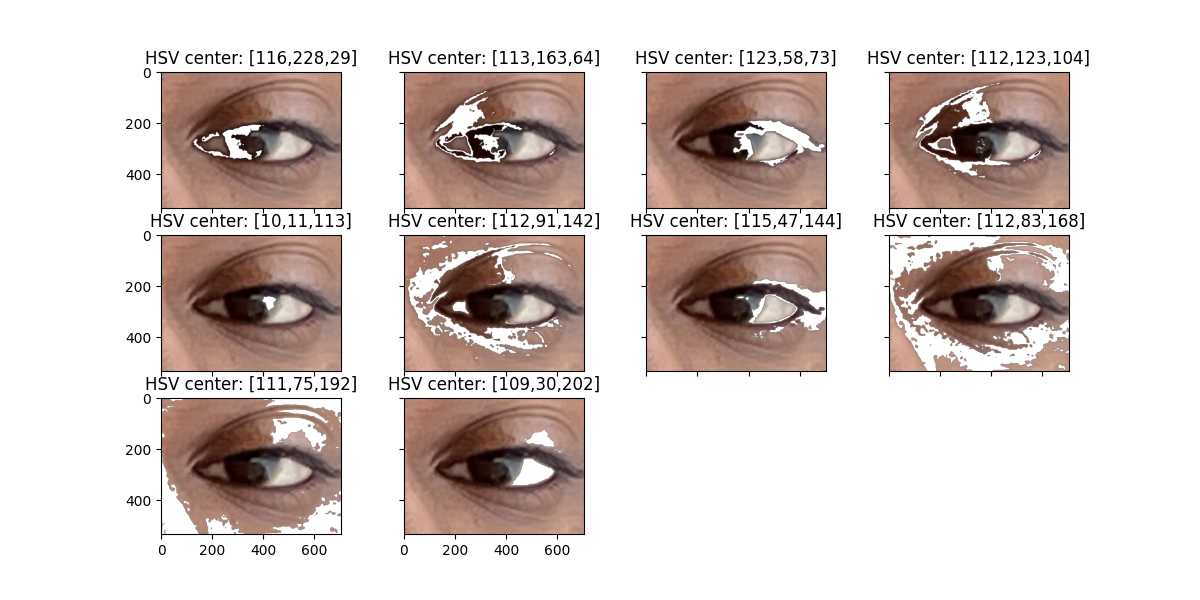 HSV center: [116,228,29] HSV center: [113,163,64] HSV center: [123,58,73] HSV center: [112,123,104]
0
200
400
HSV center: [10,11,113] HSV center: [112,91,142] HSV center: [115,47,144] HSV center: [112,83,168]
0
200
400
HSV center: [111,75,192] HSV center: [109,30,202]
0
200
400
0 200 400 600 0 200 400 600